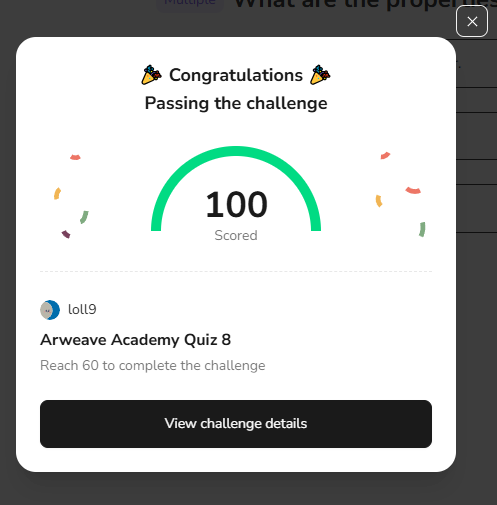 Multiple What are the properties
Congratulations
Passing the challenge
100
Scored
loll9
Arweave Academy Quiz 8
Reach 60 to complete the challenge
View challenge details